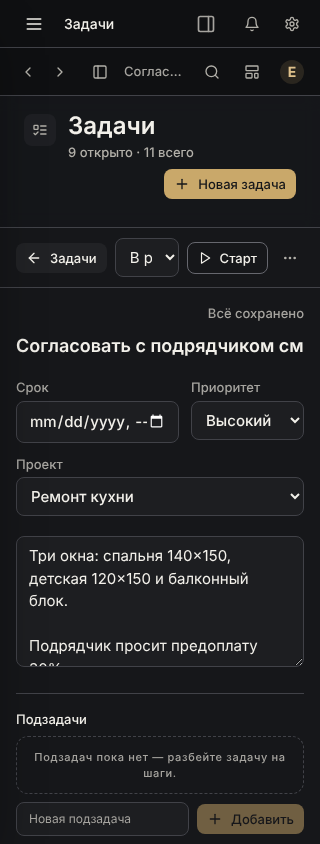 Задачи
Соглас...
E
Задачи
9 открыто · 11 всего
Новая задача
Задачи
В р
Старт
Всё сохранено
Согласовать с подрядчиком см
Срок
Приоритет
mm/dd/yyyy, --
Высокий
Проект
Ремонт кухни
Три окна: спальня 140×150,
детская 120×150 и балконный
блок.
Подрядчик просит предоплату
Подзадачи
Подзадач пока нет — разбейте задачу на
шаги.
Новая подзадача
Добавить